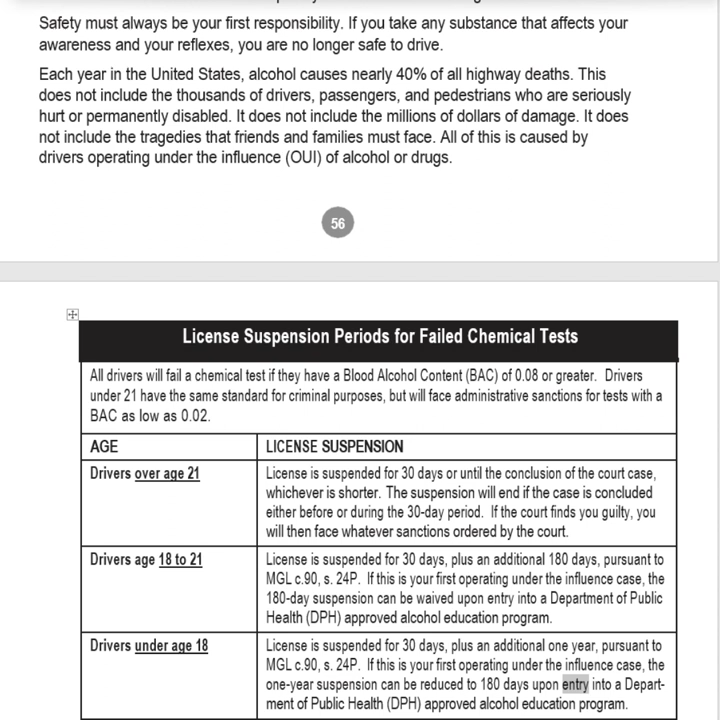 Safety must always be your first responsibility. If you take any substance that affects your
awareness and your reflexes, you are no longer safe to drive.
Each year in the United States, alcohol causes nearly 40% of all highway deaths. This
does not include the thousands of drivers, passengers, and pedestrians who are seriously
hurt or permanently disabled. It does not include the millions of dollars of damage. It does
not include the tragedies that friends and families must face. All of this is caused by
drivers operating under the influence (OUI) of alcohol or drugs.
56
License Suspension Periods for Failed Chemical Tests
All drivers will fail a chemical test if they have a Blood Alcohol Content (BAC) of 0.08 or greater. Drivers
under 21 have the same standard for criminal purposes, but will face administrative sanctions for tests with a
BAC as low as 0.02.
AGE
LICENSE SUSPENSION
Drivers over age 21
License is suspended for 30 days or until the conclusion of the court case,
whichever is shorter. The suspension will end if the case is concluded
either before or during the 30-day period. If the court finds you guilty, you
will then face whatever sanctions ordered by the court.
Drivers age 18 to 21
License is suspended for 30 days, plus an additional 180 days, pursuant to
MGL c.90, s. 24P. If this is your first operating under the influence case, the
180-day suspension can be waived upon entry into a Department of Public
Health (DPH) approved alcohol education program.
Drivers under age 18
License is suspended for 30 days, plus an additional one year, pursuant to
MGL c.90, s. 24P. If this is your first operating under the influence case, the
one-year suspension can be reduced to 180 days upon entry into a Depart-
ment of Public Health (DPH) approved alcohol education program.